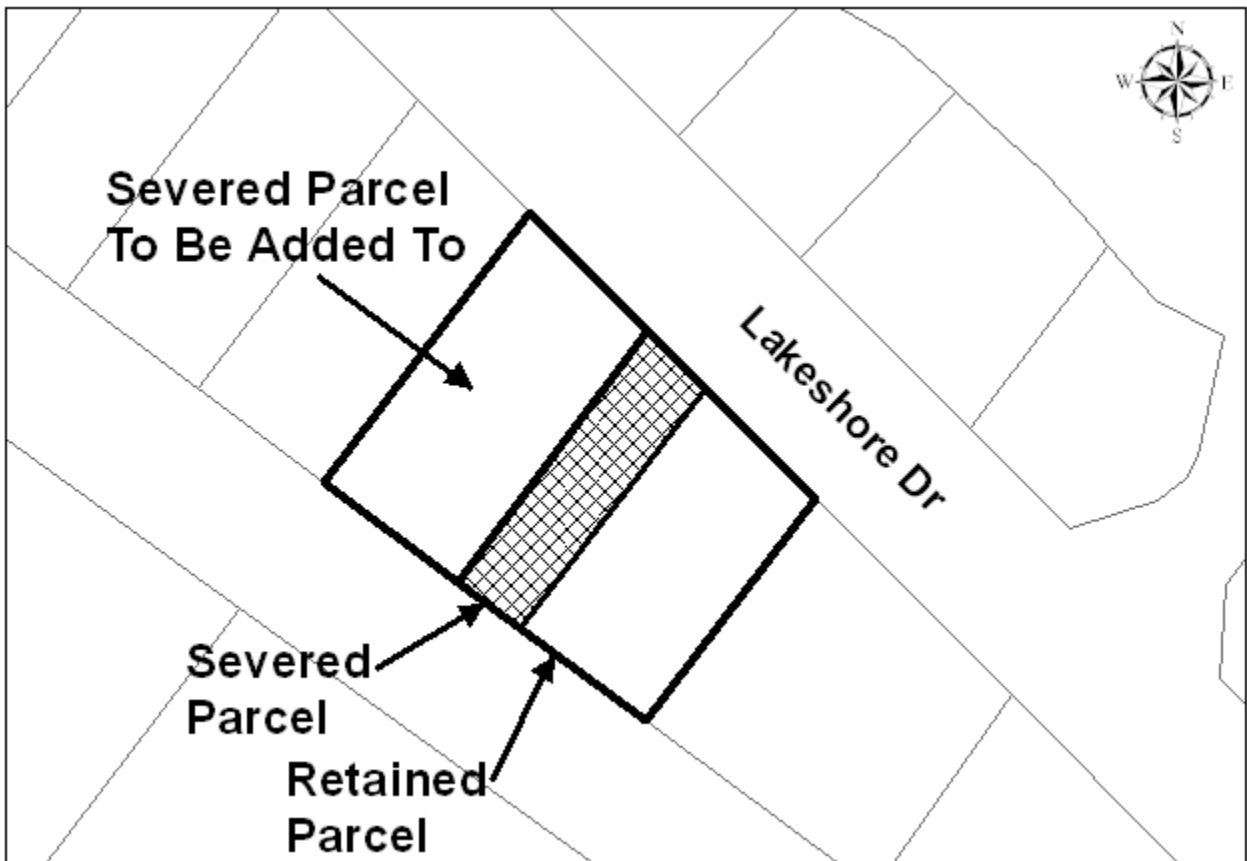 N
W E
S
Severed Parcel
To Be Added To
Lakeshore Dr
Severed
Parcel
Retained
Parcel